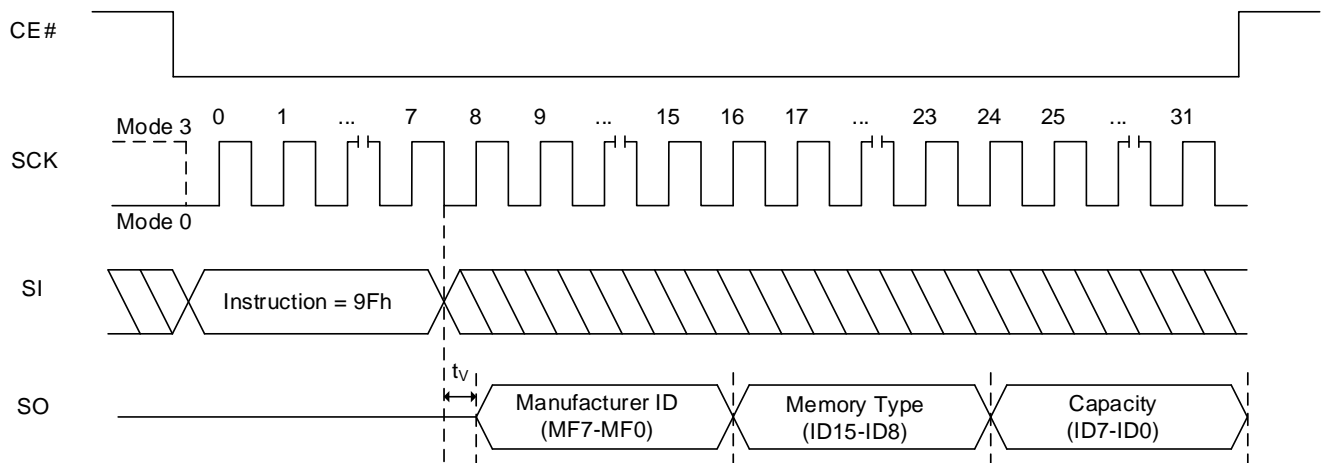 CE#
0 1 ... 7 8 9 ... 15 16 17 ... 23 24 25 ... 31
Mode 3
SCK
Mode 0
SI
Instruction = 9Fh
tV
SO
Manufacturer ID
(MF7-MF0)
Memory Type
(ID15-ID8)
Capacity
(ID7-ID0)